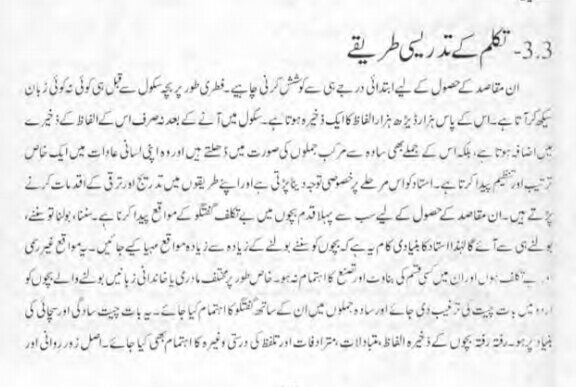 3.3- تکلم کے تدریسی طریقے
ان مقاصد کے حصول کے لیے ابتدائی درجے ہی سے کوشش کرنی چاہیے۔ فطری طور پر بچہ سکول سے قبل ہی کوئی نہ کوئی زبان
سیکھ کر آتا ہے۔ اس کے پاس ہزار ڈیڑھ ہزار الفاظ کا ایک ذخیرہ ہوتا ہے۔ سکول میں آنے کے بعد نہ صرف اس کے الفاظ کے ذخیرے
میں اضافہ ہوتا ہے، بلکہ اس کے جملے بھی سادہ سے مرکب جملوں کی صورت میں ڈھلتے ہیں اور وہ اپنی لسانی عادات میں ایک خاص
ترتیب اور تنظیم پیدا کرتا ہے۔ استاد کو اس مرحلے پر خصوصی توجہ دینا پڑتی ہے اور اپنے طریقوں میں تدریج اور ترقی کے اقدامات کرنے
پڑتے ہیں۔ ان مقاصد کے حصول کے لیے سب سے پہلا قدم بچوں میں بے تکلف گفتگو کے مواقع پیدا کرنا ہے۔ سننا، بولنا تو سننے،
بولنے ہی سے آئے گا لہٰذا استاد کا بنیادی کام یہ ہے کہ بچوں کو سننے بولنے کے زیادہ سے زیادہ مواقع مہیا کیے جائیں۔ یہ مواقع غیر رسمی
اور بے تکلف ہوں اور ان میں کسی قسم کی بناوٹ اور تصنع کا اہتمام نہ ہو۔ خاص طور پر مختلف مادری یا خاندانی زبانیں بولنے والے بچوں کو
اردو میں بات چیت کی ترغیب دی جائے اور سادہ جملوں میں ان کے ساتھ گفتگو کا اہتمام کیا جائے۔ یہ بات چیت سادگی اور سچائی کی
بنیاد پر ہو۔ رفتہ رفتہ بچوں کے ذخیرہ الفاظ، متبادلات، مترادفات اور تلفظ کی درستی وغیرہ کا اہتمام بھی کیا جائے۔ اصل زور روانی اور